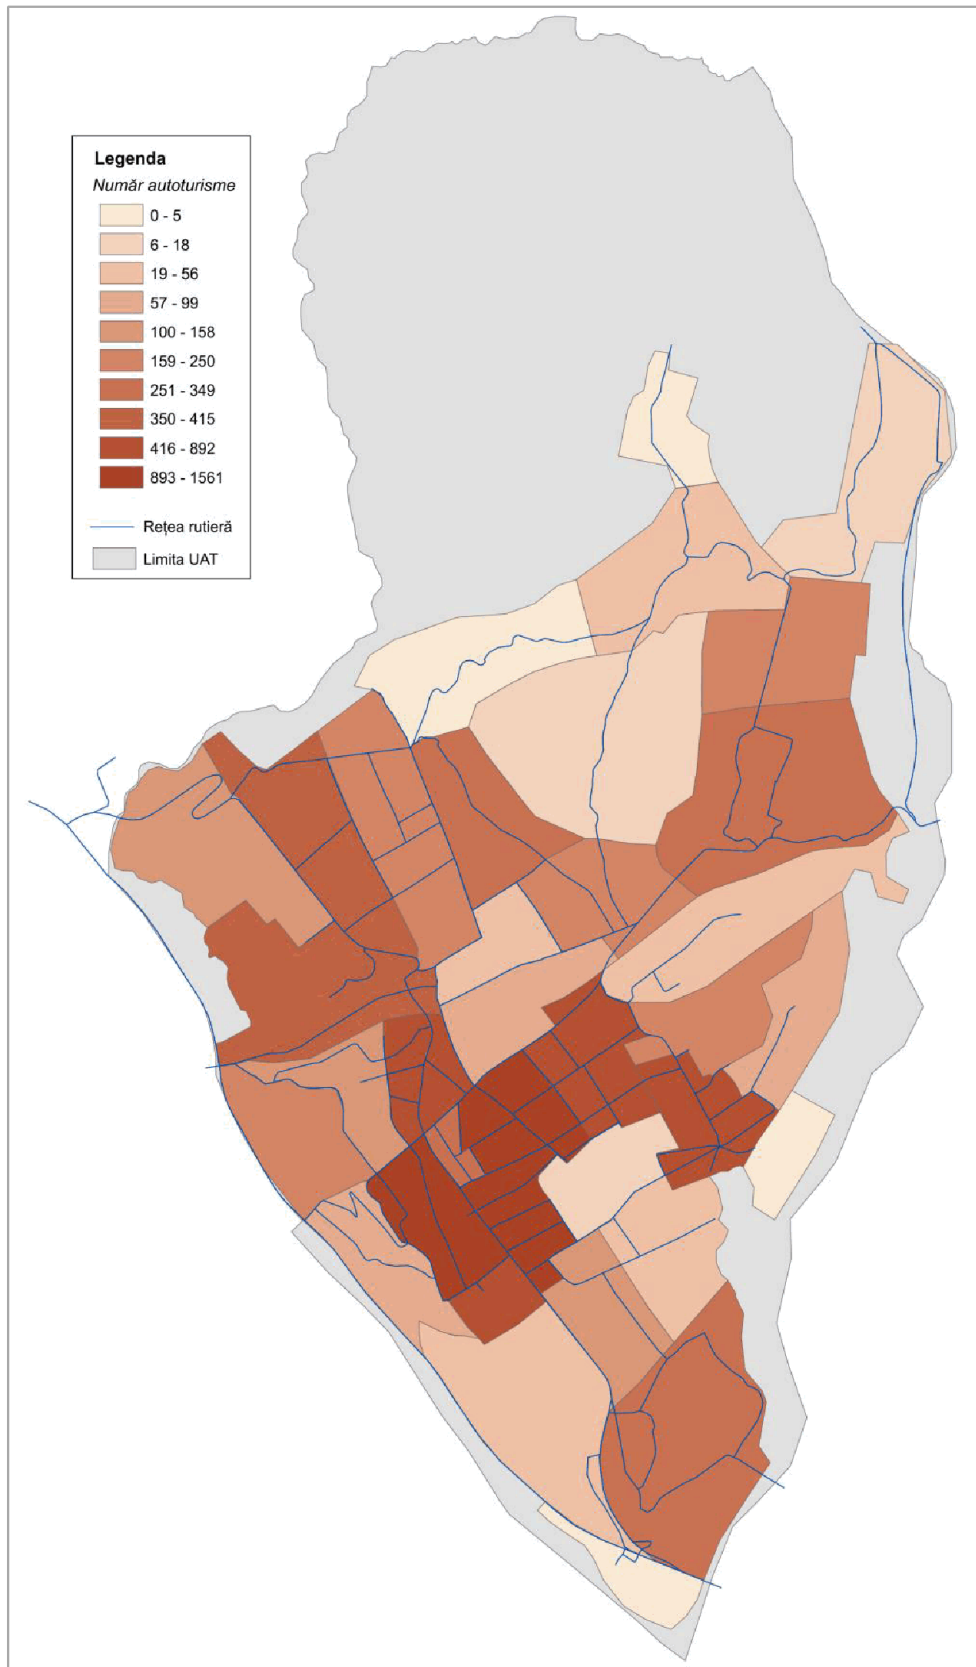 Legenda
Număr autoturisme
0 - 5
6 - 18
19 - 56
57 - 99
100 - 158
159 - 250
251 - 349
350 - 415
416 - 892
893 - 1561
Rețea rutieră
Limita UAT